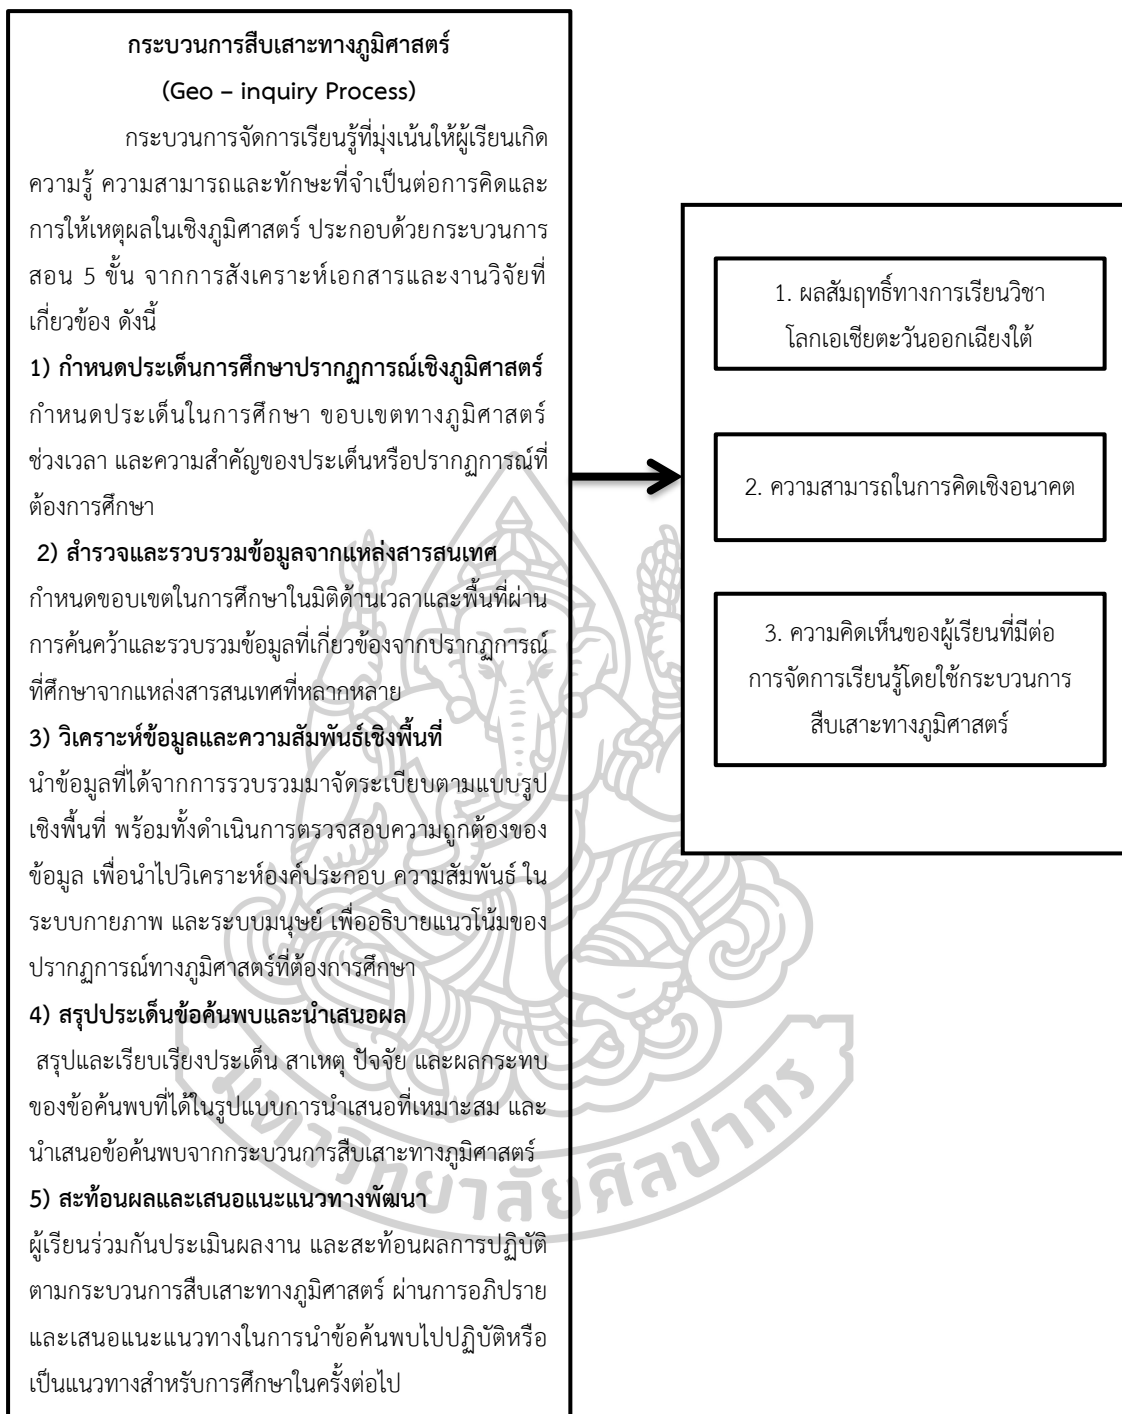 กระบวนการสืบเสาะทางภูมิศาสตร์
(Geo – inquiry Process)
กระบวนการจัดการเรียนรู้ที่มุ่งเน้นให้ผู้เรียนเกิด
ความรู้ ความสามารถและทักษะที่จำเป็นต่อการคิดและ
การให้เหตุผลในเชิงภูมิศาสตร์ ประกอบด้วยกระบวนการ
สอน 5 ขั้น จากการสังเคราะห์เอกสารและงานวิจัยที่
เกี่ยวข้อง ดังนี้
1) กำหนดประเด็นการศึกษาปรากฏการณ์เชิงภูมิศาสตร์
กำหนดประเด็นในการศึกษา ขอบเขตทางภูมิศาสตร์
ช่วงเวลา และความสำคัญของประเด็นหรือปรากฏการณ์ที่
ต้องการศึกษา
2) สำรวจและรวบรวมข้อมูลจากแหล่งสารสนเทศ
กำหนดขอบเขตในการศึกษาในมิติด้านเวลาและพื้นที่ผ่าน
การค้นคว้าและรวบรวมข้อมูลที่เกี่ยวข้องจากปรากฏการณ์
ที่ศึกษาจากแหล่งสารสนเทศที่หลากหลาย
3) วิเคราะห์ข้อมูลและความสัมพันธ์เชิงพื้นที่
นำข้อมูลที่ได้จากการรวบรวมมาจัดระเบียบตามแบบรูป
เชิงพื้นที่ พร้อมทั้งดำเนินการตรวจสอบความถูกต้องของ
ข้อมูล เพื่อนำไปวิเคราะห์องค์ประกอบ ความสัมพันธ์ ใน
ระบบกายภาพ และระบบมนุษย์ เพื่ออธิบายแนวโน้มของ
ปรากฏการณ์ทางภูมิศาสตร์ที่ต้องการศึกษา
4) สรุปประเด็นข้อค้นพบและนำเสนอผล
สรุปและเรียบเรียงประเด็น สาเหตุ ปัจจัย และผลกระทบ
ของข้อค้นพบที่ได้ในรูปแบบการนำเสนอที่เหมาะสม และ
นำเสนอข้อค้นพบจากกระบวนการสืบเสาะทางภูมิศาสตร์
5) สะท้อนผลและเสนอแนะแนวทางพัฒนา
ผู้เรียนร่วมกันประเมินผลงาน และสะท้อนผลการปฏิบัติ
ตามกระบวนการสืบเสาะทางภูมิศาสตร์ ผ่านการอภิปราย
และเสนอแนะแนวทางในการนำข้อค้นพบไปปฏิบัติหรือ
เป็นแนวทางสำหรับการศึกษาในครั้งต่อไป
1. ผลสัมฤทธิ์ทางการเรียนวิชา
โลกเอเชียตะวันออกเฉียงใต้
2. ความสามารถในการคิดเชิงอนาคต
3. ความคิดเห็นของผู้เรียนที่มีต่อ
การจัดการเรียนรู้โดยใช้กระบวนการ
สืบเสาะทางภูมิศาสตร์
มหาวิทยาลัยศิลปากร